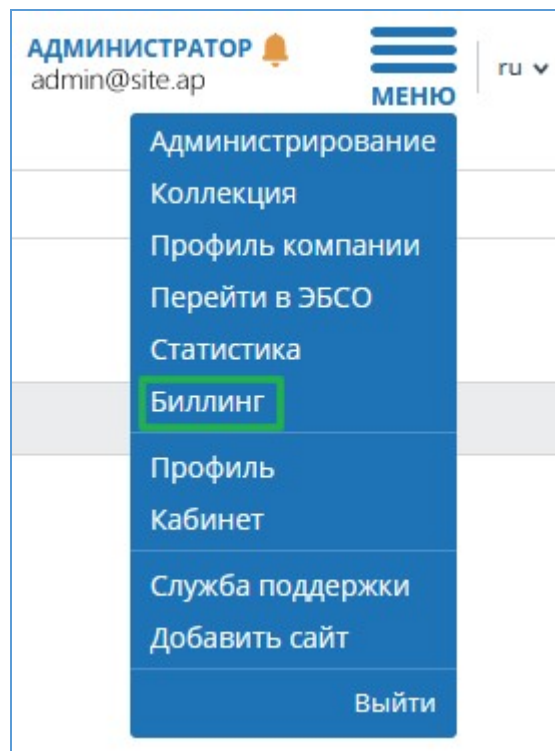 АДМИНИСТРАТОР
admin@site.ap
МЕНЮ
ru
Администрирование
Коллекция
Профиль компании
Перейти в ЭБСО
Статистика
Биллинг
Профиль
Кабинет
Служба поддержки
Добавить сайт
Выйти